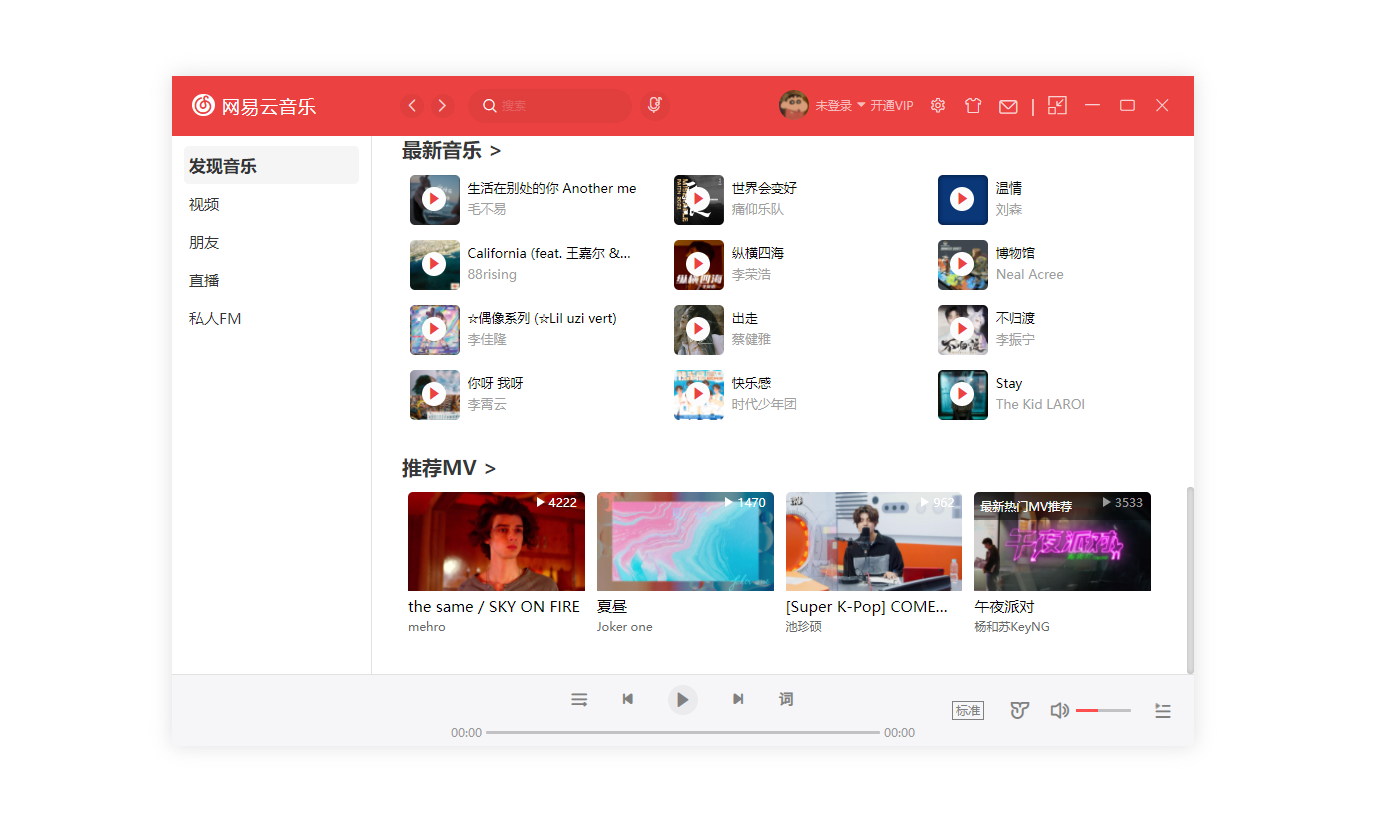 网易云音乐
搜索
未登录 开通VIP
发现音乐
视频
朋友
直播
私人FM
最新音乐 >
生活在别处的你 Another me
毛不易
世界会变好
痛仰乐队
温情
刘森
California (feat. 王嘉尔 &...
88rising
纵横四海
李荣浩
博物馆
Neal Acree
☆偶像系列 (☆Lil uzi vert)
李佳隆
出走
蔡健雅
不归渡
李振宁
你呀 我呀
李霄云
快乐感
时代少年团
Stay
The Kid LAROI
推荐MV >
4222
1470
962
最新热门MV推荐
3533
午夜派对
the same / SKY ON FIRE
mehro
夏昼
Joker one
[Super K-Pop] COME...
池珍硕
午夜派对
杨和苏KeyNG
词
标准
00:00
00:00